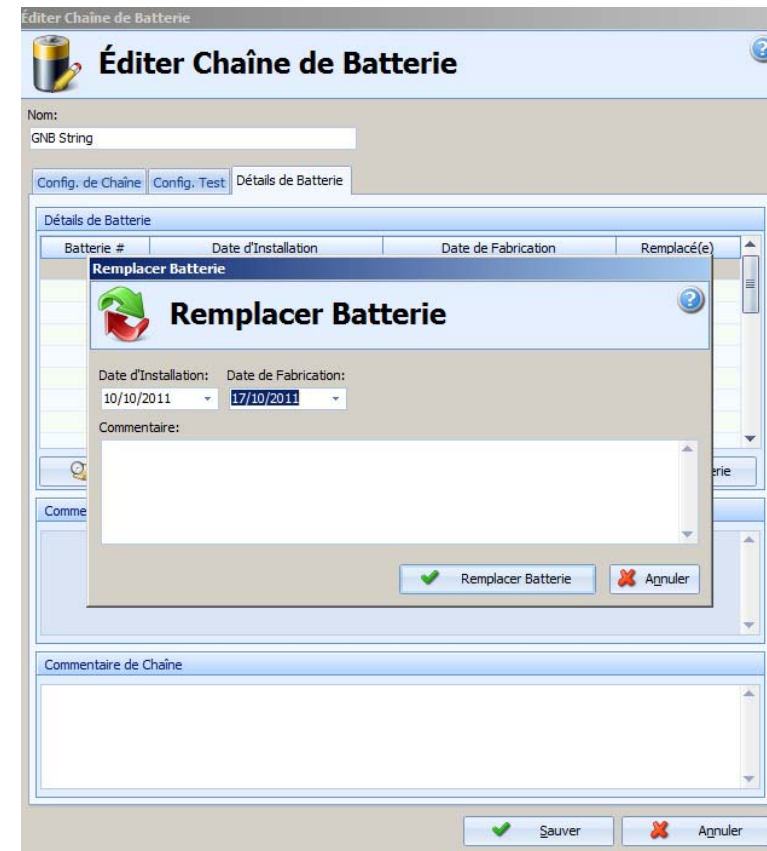 Éditer Chaîne de Batterie
Éditer Chaîne de Batterie
Nom:
GNB String
Config. de Chaîne Config. Test Détails de Batterie
Détails de Batterie
Batterie # Date d'Installation Date de Fabrication Remplacé(e)
Remplacer Batterie
Remplacer Batterie
Date d'Installation: Date de Fabrication:
10/10/2011 17/10/2011
Commentaire:
erie
Comme
Remplacer Batterie Annuler
Commentaire de Chaîne
Sauver Annuler